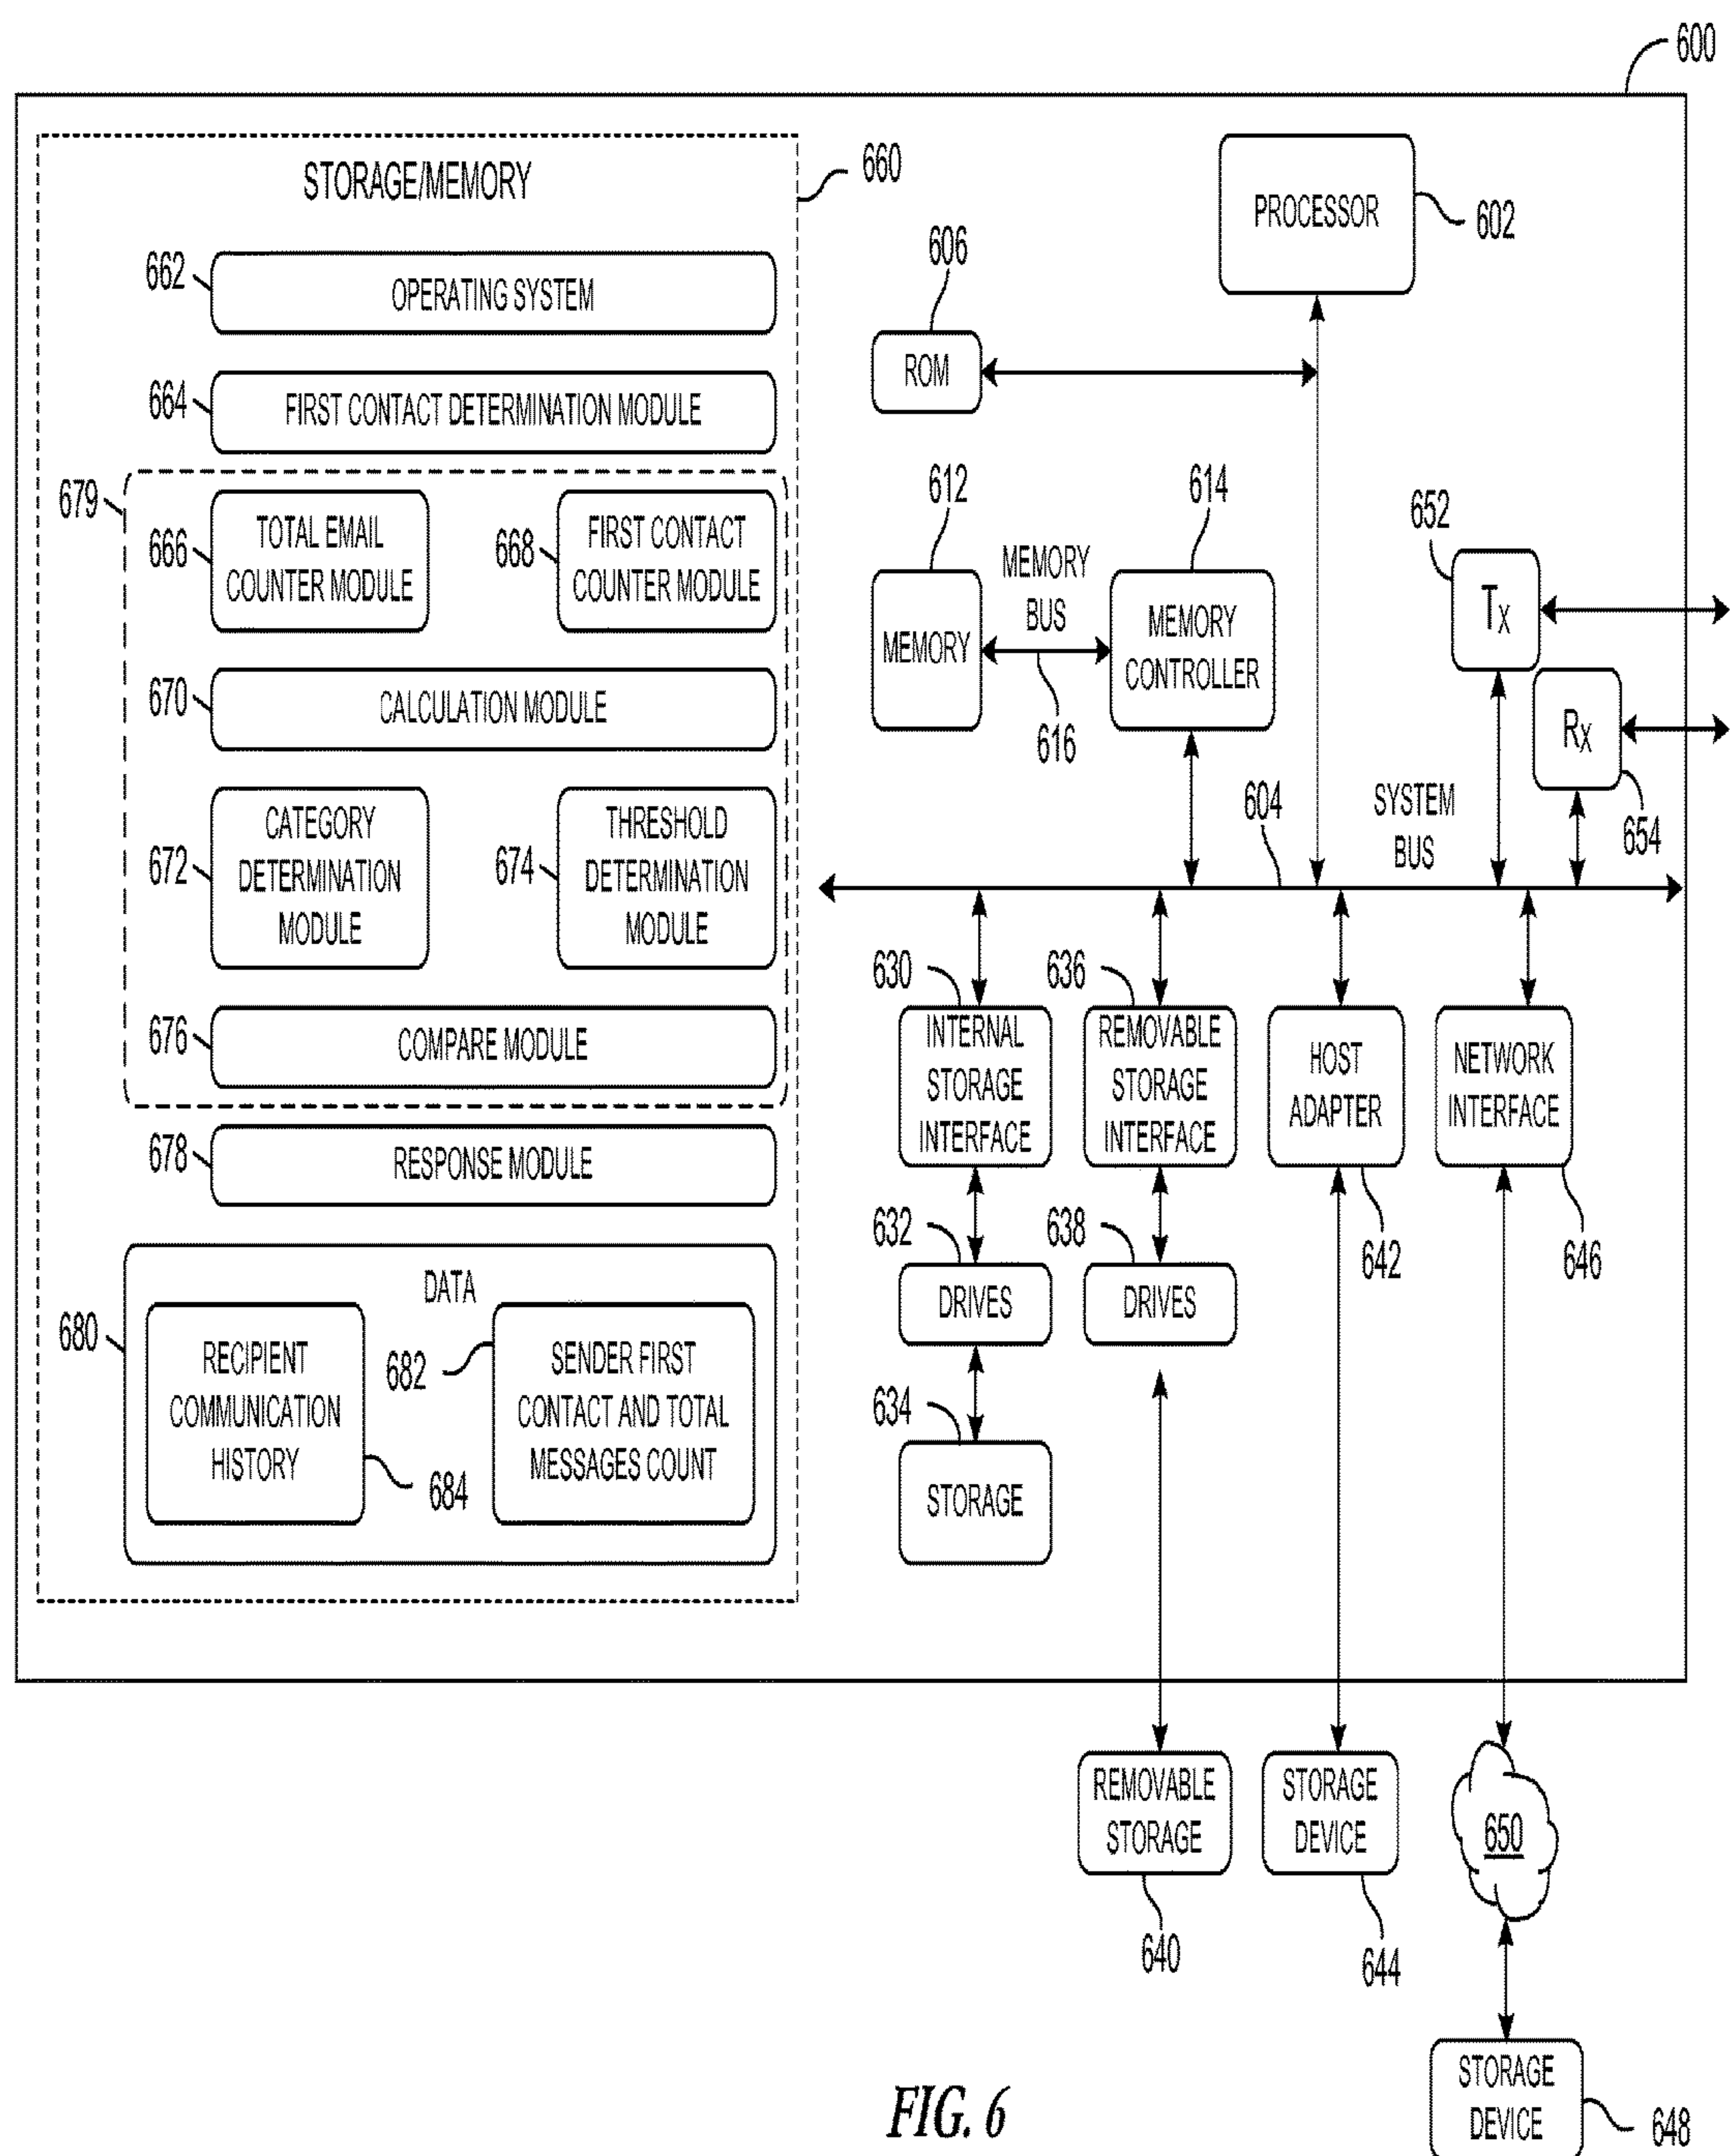 600
STORAGE/MEMORY
660
662
OPERATING SYSTEM
664
FIRST CONTACT DETERMINATION MODULE
679
666
TOTAL EMAIL
COUNTER MODULE
668
FIRST CONTACT
COUNTER MODULE
670
CALCULATION MODULE
672
CATEGORY
DETERMINATION
MODULE
674
THRESHOLD
DETERMINATION
MODULE
676
COMPARE MODULE
678
RESPONSE MODULE
680
DATA
RECIPIENT
COMMUNICATION
HISTORY
684
682
SENDER FIRST
CONTACT AND TOTAL
MESSAGES COUNT
PROCESSOR
602
606
ROM
612
MEMORY
MEMORY
BUS
616
614
MEMORY
CONTROLLER
652
TX
RX
654
604
SYSTEM
BUS
630
INTERNAL
STORAGE
INTERFACE
636
REMOVABLE
STORAGE
INTERFACE
HOST
ADAPTER
642
NETWORK
INTERFACE
646
632
DRIVES
638
DRIVES
634
STORAGE
REMOVABLE
STORAGE
640
STORAGE
DEVICE
644
650
STORAGE
DEVICE
648
FIG. 6